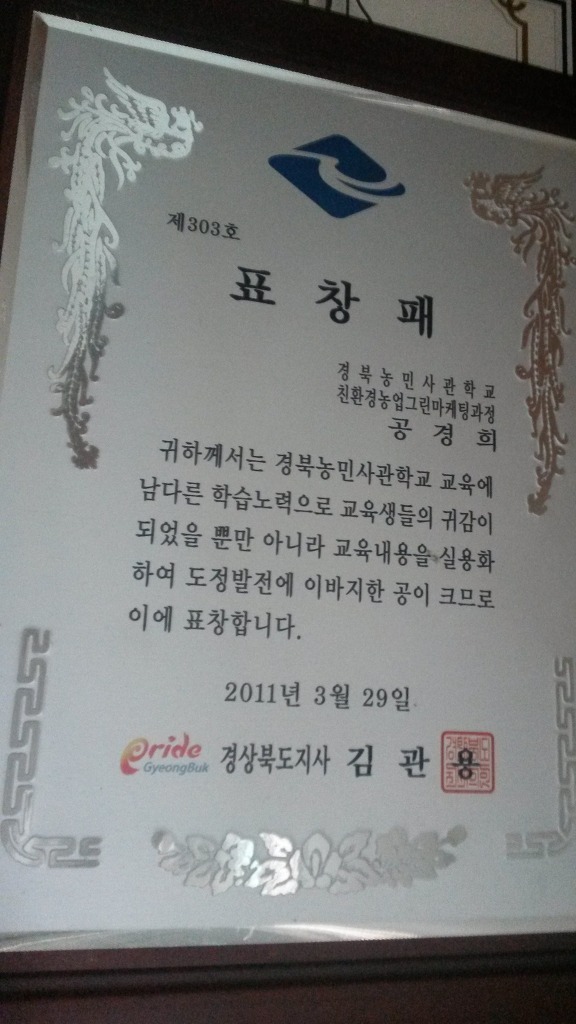 제303호
표 창 패
경북농민사관학교
친환경농업그린마케팅과정
공 경 희
귀하께서는 경북농민사관학교 교육에
남다른 학습노력으로 교육생들의 귀감이
되었을 뿐만 아니라 교육내용을 실용화
하여 도정발전에 이바지한 공이 크므로
이에 표창합니다.
2011년 3월 29일
Pride GyeongBuk 경상북도지사 김 관 용